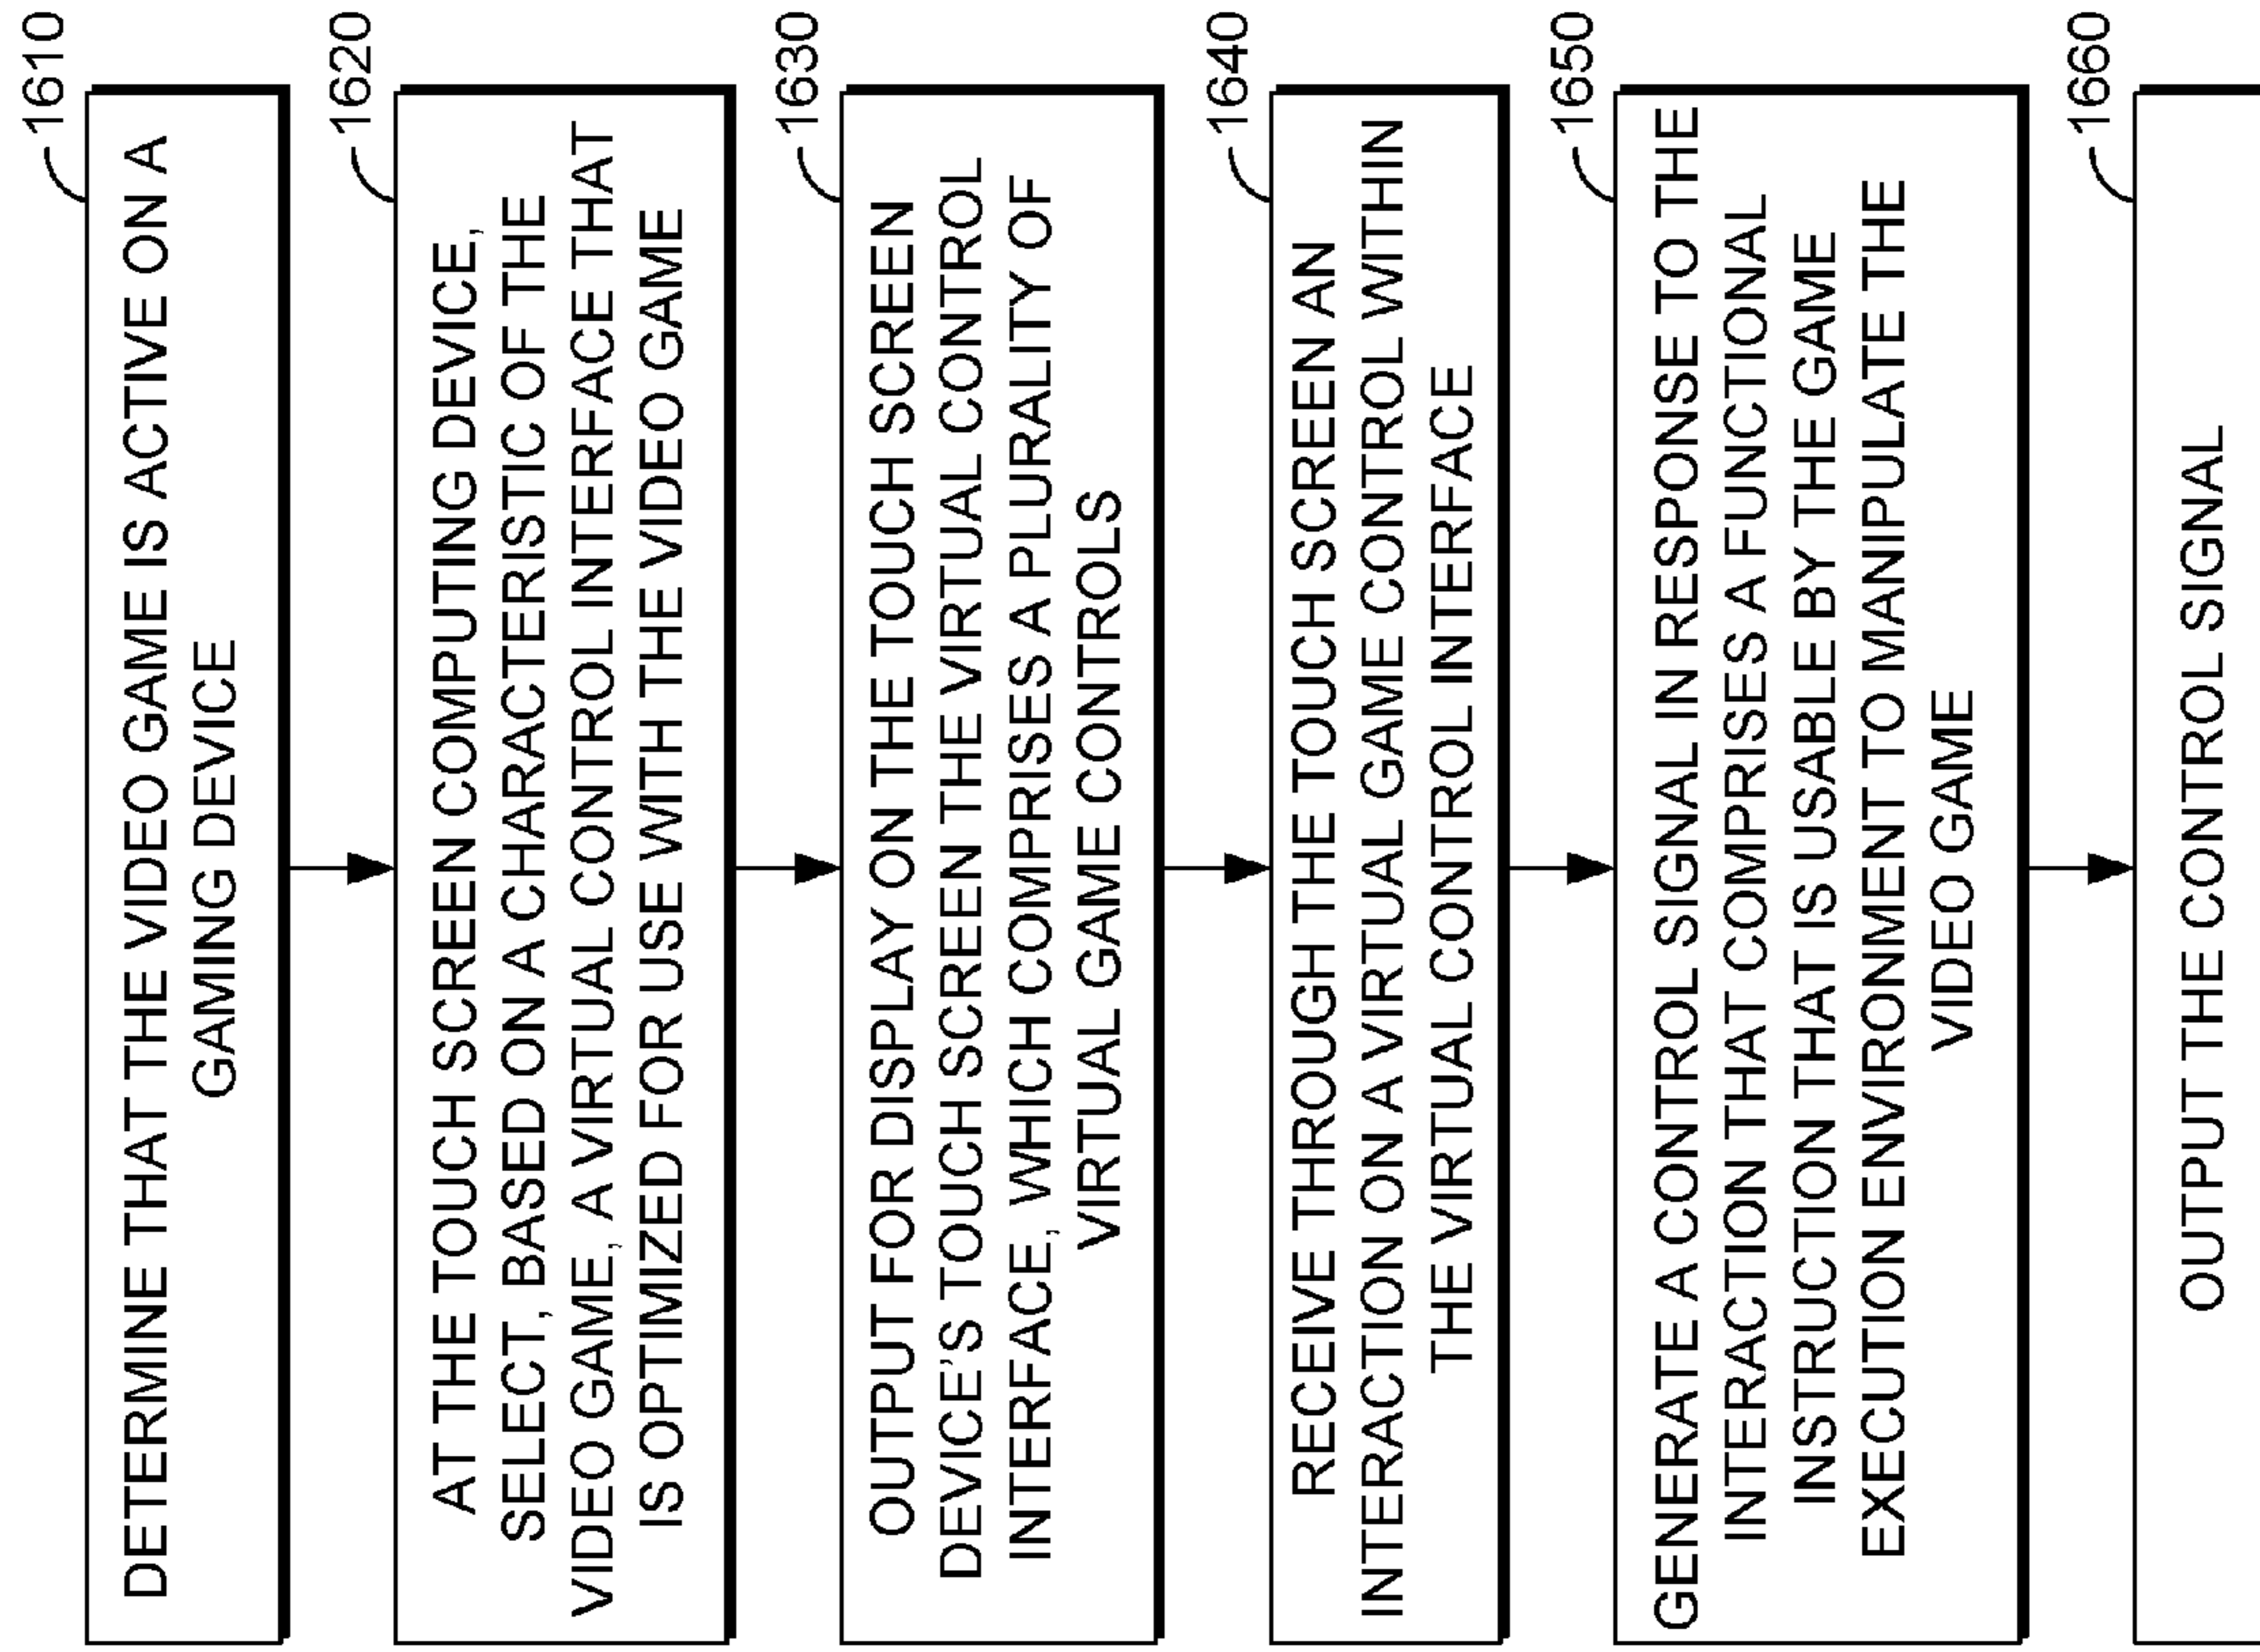 1610
DETERMINE THAT THE VIDEO GAME IS ACTIVE ON A
GAMING DEVICE
1620
AT THE TOUCH SCREEN COMPUTING DEVICE,
SELECT, BASED ON A CHARACTERISTIC OF THE
VIDEO GAME, A VIRTUAL CONTROL INTERFACE THAT
IS OPTIMIZED FOR USE WITH THE VIDEO GAME
1630
OUTPUT FOR DISPLAY ON THE TOUCH SCREEN
DEVICE'S TOUCH SCREEN THE VIRTUAL CONTROL
INTERFACE, WHICH COMPRISES A PLURALITY OF
VIRTUAL GAME CONTROLS
1640
RECEIVE THROUGH THE TOUCH SCREEN AN
INTERACTION ON A VIRTUAL GAME CONTROL WITHIN
THE VIRTUAL CONTROL INTERFACE
1650
GENERATE A CONTROL SIGNAL IN RESPONSE TO THE
INTERACTION THAT COMPRISES A FUNCTIONAL
INSTRUCTION THAT IS USABLE BY THE GAME
EXECUTION ENVIRONMENT TO MANIPULATE THE
VIDEO GAME
1660
OUTPUT THE CONTROL SIGNAL